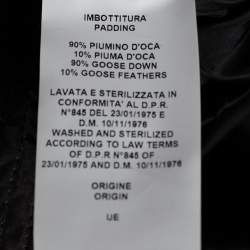 IMBOTTITURA
PADDING
90% PIUMINO D'OCA
10% PIUMA D'OCA
90% GOOSE DOWN
10% GOOSE FEATHERS
LAVATA E STERILIZZATA IN
CONFORMITA' AL D.P.R.
N°845 DEL 23/01/1975 E
D.M. 10/11/1976
WASHED AND STERILIZED
ACCORDING TO LAW TERMS
OF D.P.R N°845 OF
23/01/1975 AND D.M. 10/11/1976
ORIGINE
ORIGIN
UE